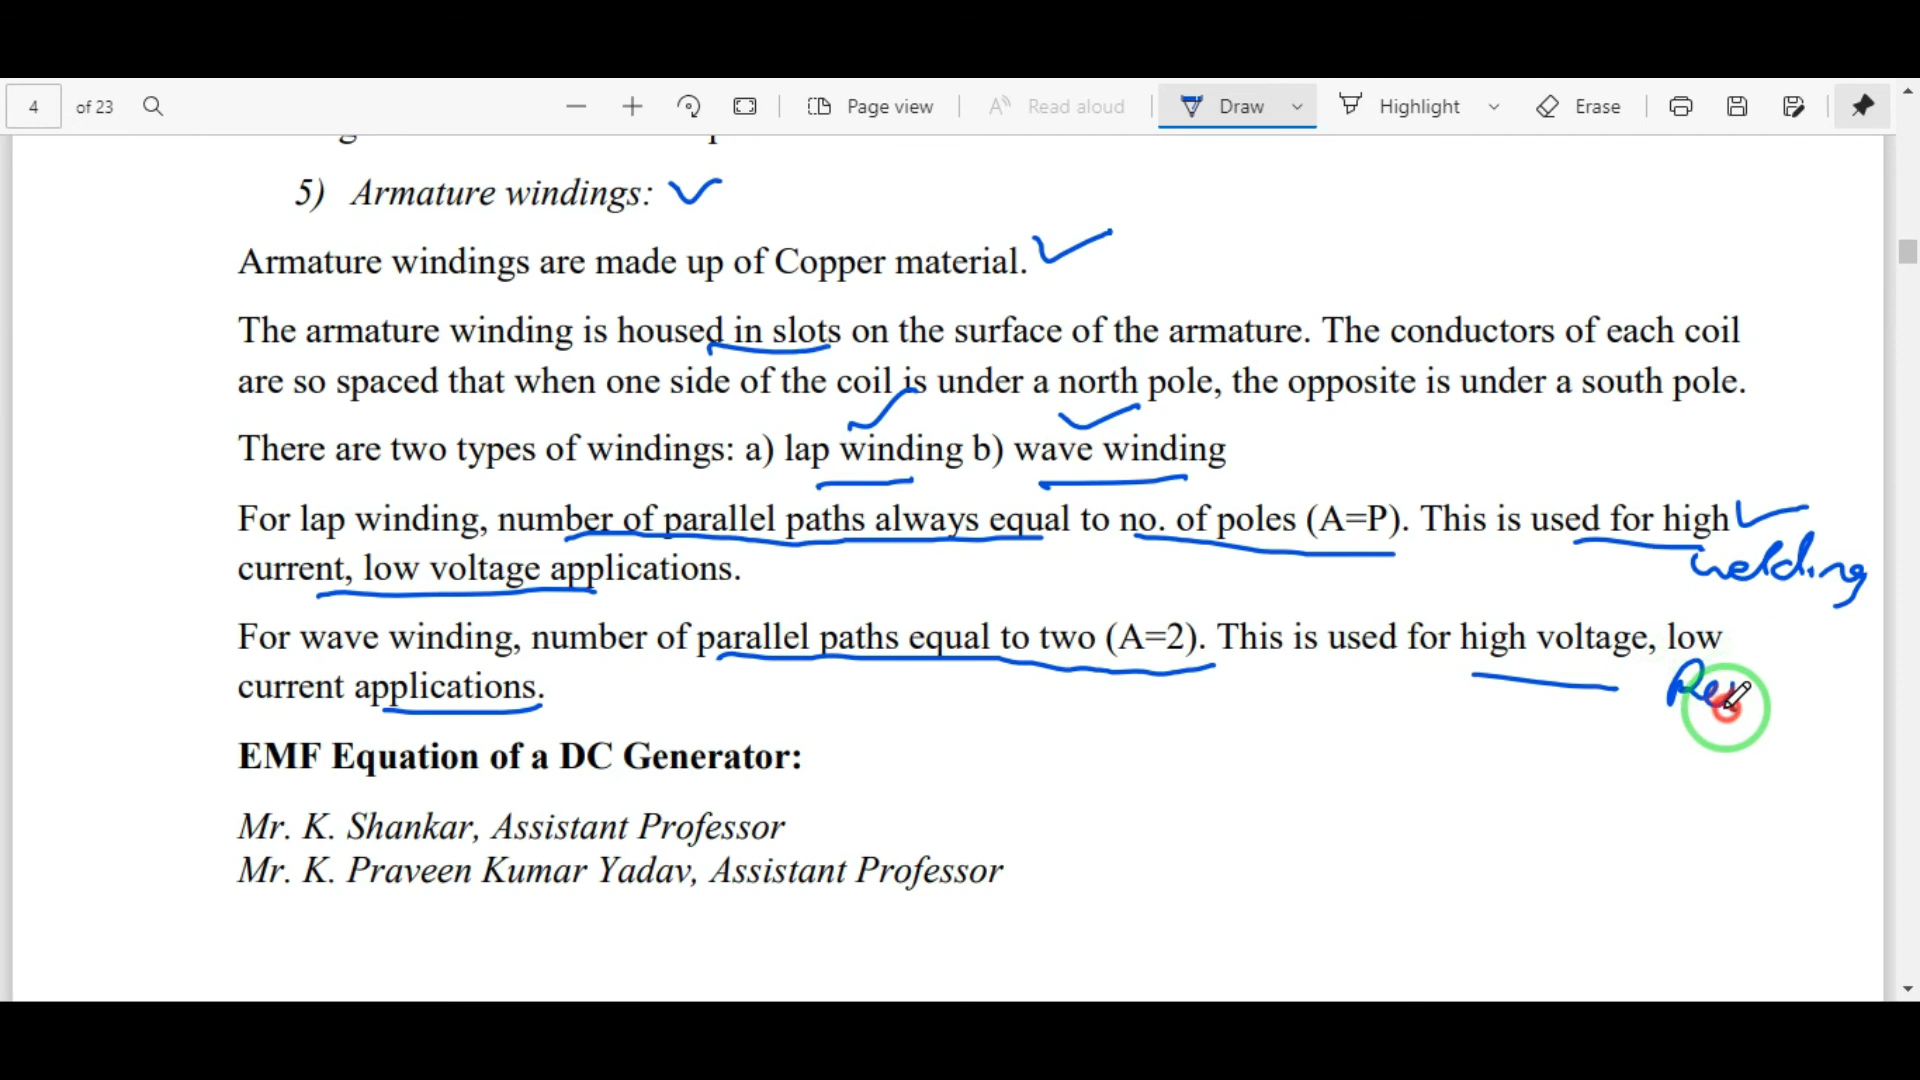 4 of 23 Page view Read aloud Draw Highlight Erase
5) Armature windings:
Armature windings are made up of Copper material.
The armature winding is housed in slots on the surface of the armature. The conductors of each coil
are so spaced that when one side of the coil is under a north pole, the opposite is under a south pole.
There are two types of windings: a) lap winding b) wave winding
For lap winding, number of parallel paths always equal to no. of poles (A=P). This is used for high
welding
current, low voltage applications.
For wave winding, number of parallel paths equal to two (A=2). This is used for high voltage, low
current applications.
EMF Equation of a DC Generator:
Mr. K. Shankar, Assistant Professor
Mr. K. Praveen Kumar Yadav, Assistant Professor